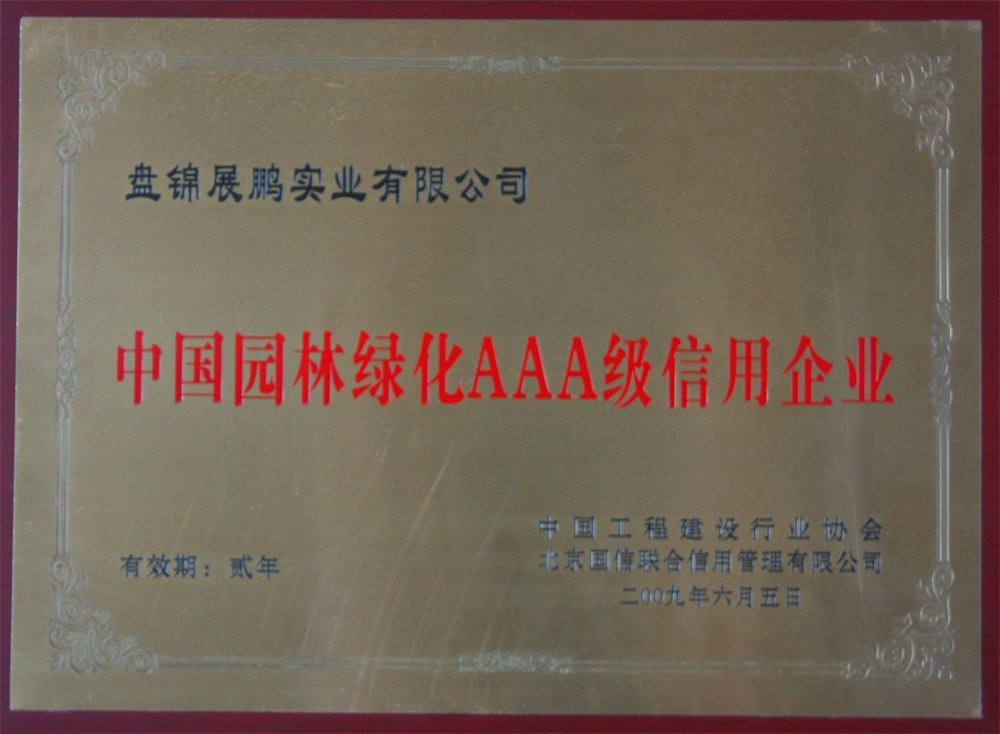 盘锦展鹏实业有限公司
中国园林绿化AAA级信用企业
中国工程建设行业协会
有效期：贰年
北京国信联合信用管理有限公司
二00九年六月五日